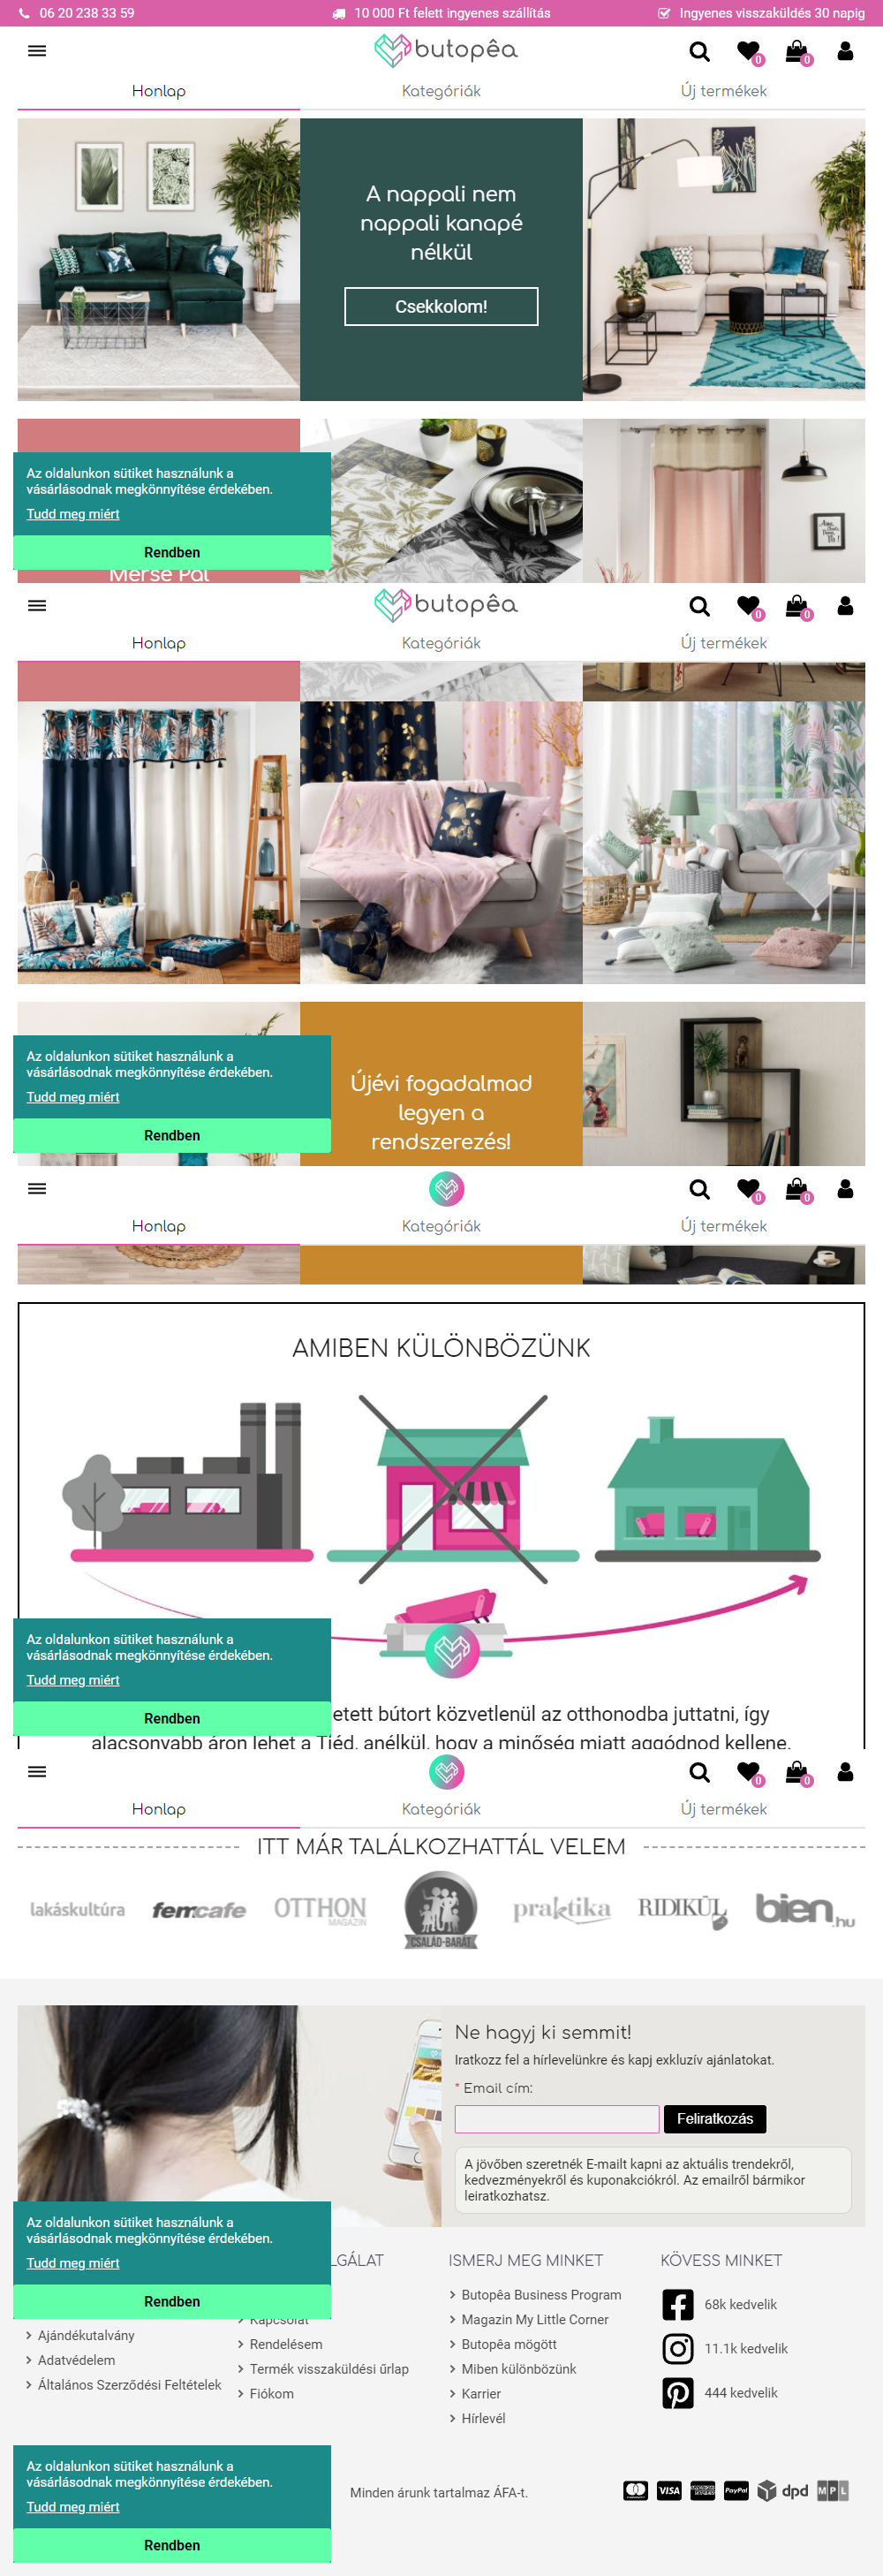 06 20 238 33 59
10 000 Ft felett ingyenes szállítás
Ingyenes visszaküldés 30 napig
butopêa
0
0
Honlap
Kategóriák
Új termékek
A nappali nem
nappali kanapé
nélkül
Csekkolom!
Az oldalunkon sütiket használunk a
vásárlásodnak megkönnyítése érdekében.
Tudd meg miért
Rendben
Merse Pál
butopêa
0
0
Honlap
Kategóriák
Új termékek
Az oldalunkon sütiket használunk a
vásárlásodnak megkönnyítése érdekében.
Tudd meg miért
Rendben
Újévi fogadalmad
legyen a
rendszerezés!
0
0
Honlap
Kategóriák
Új termékek
AMIBEN KÜLÖNBÖZÜNK
Az oldalunkon sütiket használunk a
vásárlásodnak megkönnyítése érdekében.
Tudd meg miért
Rendben
etett bútort közvetlenül az otthonodba juttatni, így
alacsonyabb áron lehet a Tiéd, anélkül, hogy a minőség miatt aggódnod kellene.
0
0
Honlap
Kategóriák
Új termékek
ITT MÁR TALÁLKOZHATTÁL VELEM
lakáskultúra
femcafe
OTTHON
MAGAZIN
CSALÁD-BARÁT
praktika
RIDIKÜL
bien.hu
Ne hagyj ki semmit!
Iratkozz fel a hírlevelünkre és kapj exkluzív ajánlatokat.
* Email cím:
Feliratkozás
A jövőben szeretnék E-mailt kapni az aktuális trendekről,
kedvezményekről és kuponakciókról. Az emailről bármikor
leiratkozhatsz.
Az oldalunkon sütiket használunk a
vásárlásodnak megkönnyítése érdekében.
Tudd meg miért
Rendben
Ajándékutalvány
Adatvédelem
Általános Szerződési Feltételek
LGÁLAT
Kapcsolat
Rendelésem
Termék visszaküldési űrlap
Fiókom
ISMERJ MEG MINKET
Butopêa Business Program
Magazin My Little Corner
Butopêa mögött
Miben különbözünk
Karrier
Hírlevél
KÖVESS MINKET
68k kedvelik
11.1k kedvelik
444 kedvelik
Az oldalunkon sütiket használunk a
vásárlásodnak megkönnyítése érdekében.
Tudd meg miért
Rendben
Minden árunk tartalmaz ÁFA-t.
VISA
PayPal
dpd
MPL